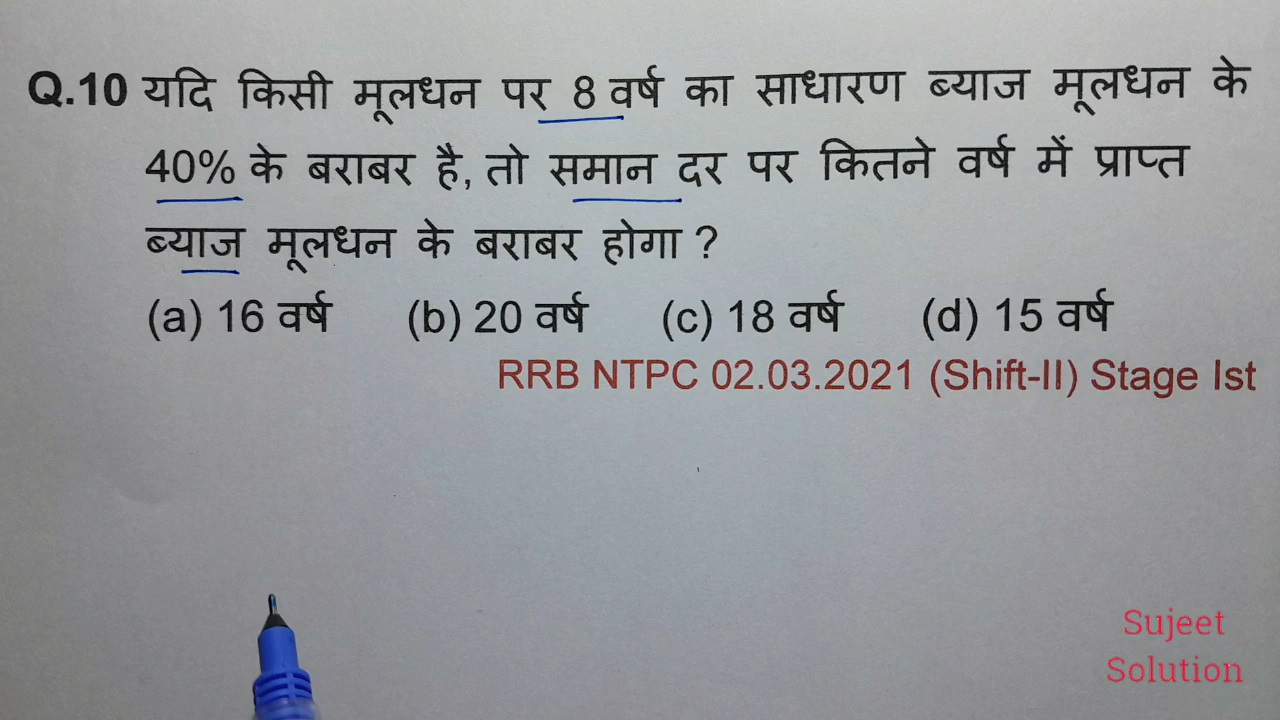 Q.10 यदि किसी मूलधन पर 8 वर्ष का साधारण ब्याज मूलधन के
40% के बराबर है, तो समान दर पर कितने वर्ष में प्राप्त
ब्याज मूलधन के बराबर होगा ?
(a) 16 वर्ष (b) 20 वर्ष (c) 18 वर्ष (d) 15 वर्ष
RRB NTPC 02.03.2021 (Shift-II) Stage Ist
Sujeet
Solution